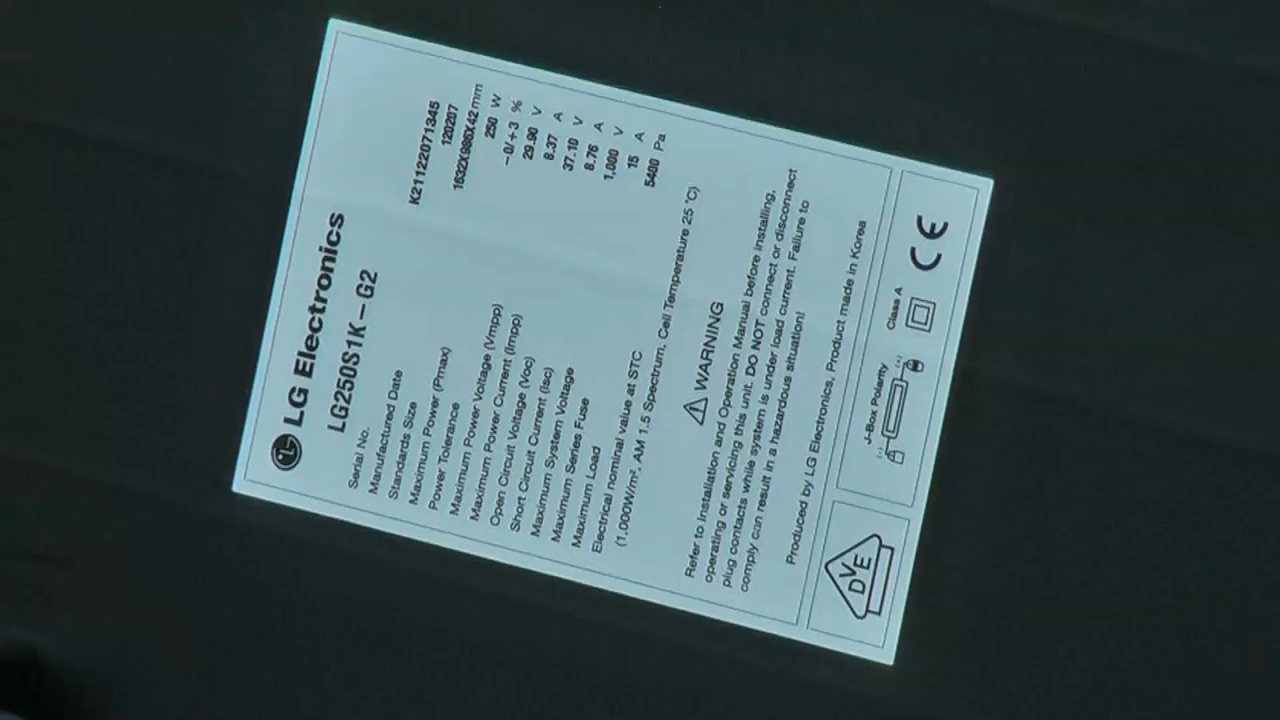 LG Electronics
LG250S1K-G2
Serial No. K21122071345
Manufactured Date 120207
Standards Size 1632X986X42mm
Maximum Power (Pmax) 250 W
Power Tolerance -0/+3 %
Maximum Power Voltage (Vmpp) 29.90 V
Maximum Power Current (Impp) 8.37 A
Open Circuit Voltage (Voc) 37.10 V
Short Circuit Current (Isc) 8.76 A
Maximum System Voltage 1,000 V
Maximum Series Fuse 15 A
Maximum Load 5400 Pa
Electrical nominal value at STC
(1,000W/m², AM 1.5 Spectrum, Cell Temperature 25 °C)
WARNING
Refer to Installation and Operation Manual before installing,
operating or servicing this unit. DO NOT connect or disconnect
plug contacts while system is under load current. Failure to
comply can result in a hazardous situation!
Produced by LG Electronics, Product made in Korea
DVE
J-Box Polarity
(-) (+)
Class A
CE